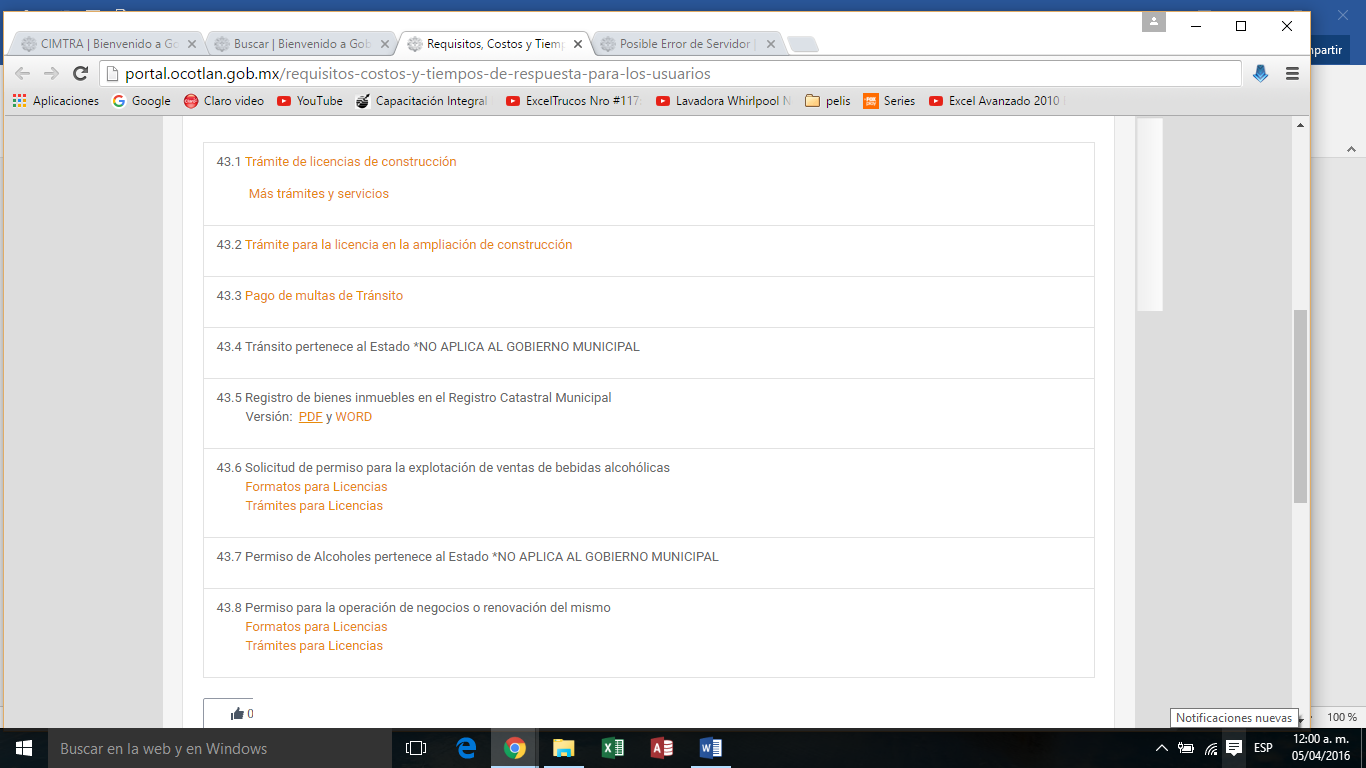 CIMTRA | Bienvenido a Go
Buscar | Bienvenido a Gob
Requisitos, Costos y Tiemp
Posible Error de Servidor |
partir
portal.ocotlan.gob.mx/requisitos-costos-y-tiempos-de-respuesta-para-los-usuarios
Aplicaciones
Google
Claro video
YouTube
Capacitación Integral
ExcelTrucos Nro #117:
Lavadora Whirlpool N
pelis
Series
Excel Avanzado 2010
43.1 Trámite de licencias de construcción
Más trámites y servicios
43.2 Trámite para la licencia en la ampliación de construcción
43.3 Pago de multas de Tránsito
43.4 Tránsito pertenece al Estado *NO APLICA AL GOBIERNO MUNICIPAL
43.5 Registro de bienes inmuebles en el Registro Catastral Municipal
Versión: PDF y WORD
43.6 Solicitud de permiso para la explotación de ventas de bebidas alcohólicas
Formatos para Licencias
Trámites para Licencias
43.7 Permiso de Alcoholes pertenece al Estado *NO APLICA AL GOBIERNO MUNICIPAL
43.8 Permiso para la operación de negocios o renovación del mismo
Formatos para Licencias
Trámites para Licencias
0
Notificaciones nuevas
100 %
Buscar en la web y en Windows
ESP
12:00 a. m.
05/04/2016